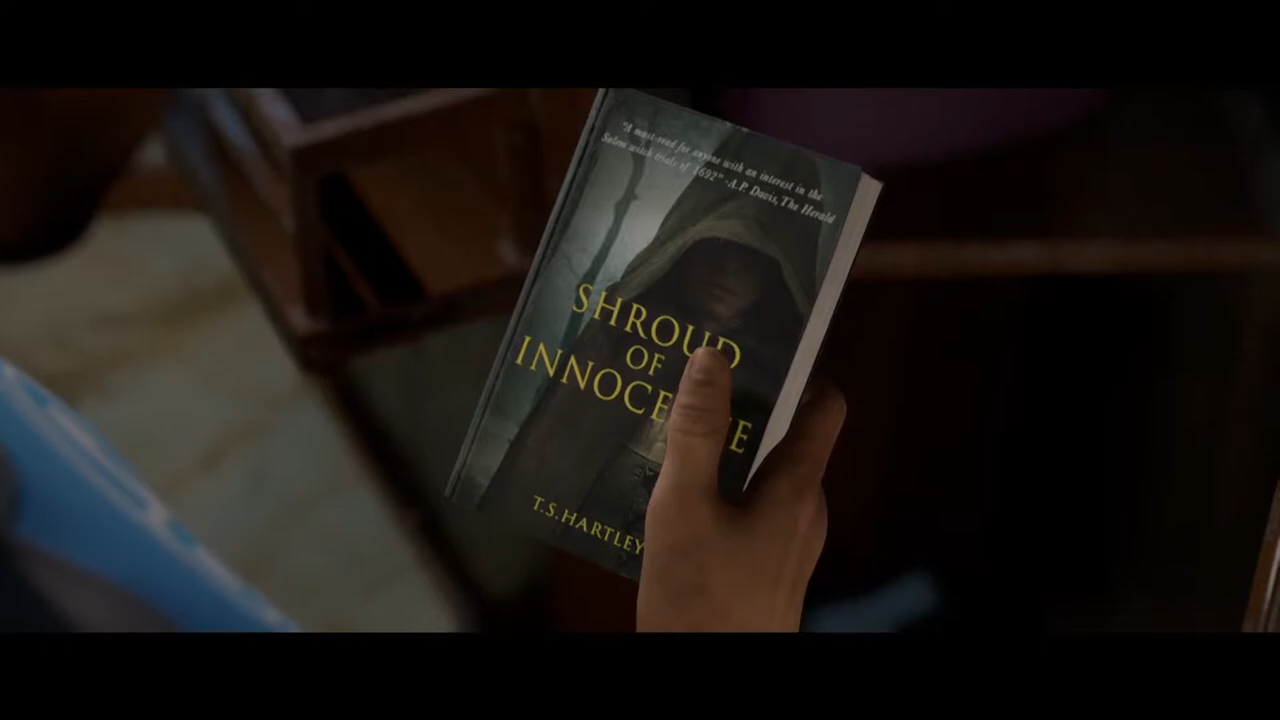 "A must-read for anyone with an interest in the
Salem witch trials of 1692" -A.P. Davis, The Herald
SHROUD
OF
INNOCE
T.S.HARTLEY